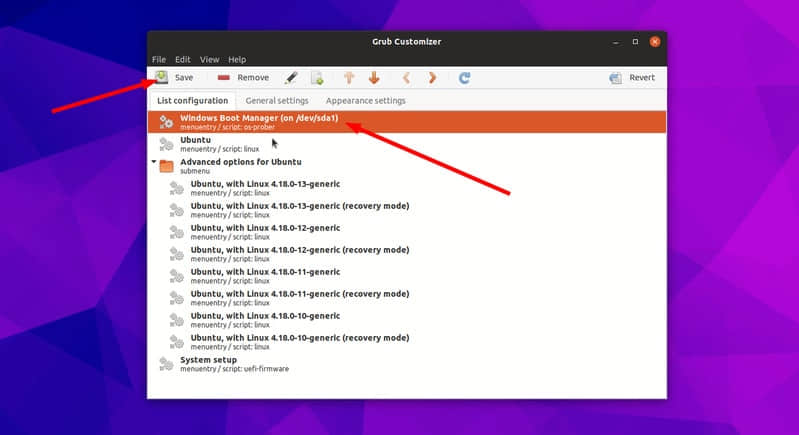 Grub Customizer
File Edit View Help
Save Remove Revert
List configuration General settings Appearance settings
Windows Boot Manager (on /dev/sda1)
menuentry / script: os-prober
Ubuntu
menuentry / script: linux
Advanced options for Ubuntu
submenu
Ubuntu, with Linux 4.18.0-13-generic
menuentry / script: linux
Ubuntu, with Linux 4.18.0-13-generic (recovery mode)
menuentry / script: linux
Ubuntu, with Linux 4.18.0-12-generic
menuentry / script: linux
Ubuntu, with Linux 4.18.0-12-generic (recovery mode)
menuentry / script: linux
Ubuntu, with Linux 4.18.0-11-generic
menuentry / script: linux
Ubuntu, with Linux 4.18.0-11-generic (recovery mode)
menuentry / script: linux
Ubuntu, with Linux 4.18.0-10-generic
menuentry / script: linux
Ubuntu, with Linux 4.18.0-10-generic (recovery mode)
menuentry / script: linux
System setup
menuentry / script: uefi-firmware